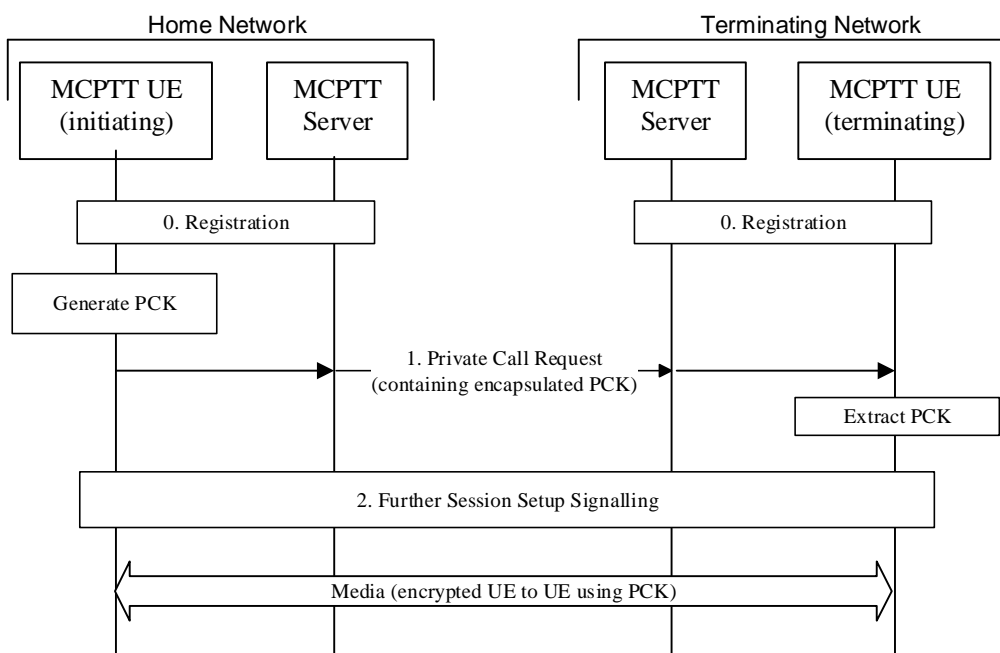 Home Network
Terminating Network
MCPTT UE
(initiating)
MCPTT
Server
MCPTT
Server
MCPTT UE
(terminating)
0. Registration
0. Registration
Generate PCK
1. Private Call Request
(containing encapsulated PCK)
Extract PCK
2. Further Session Setup Signalling
Media (encrypted UE to UE using PCK)